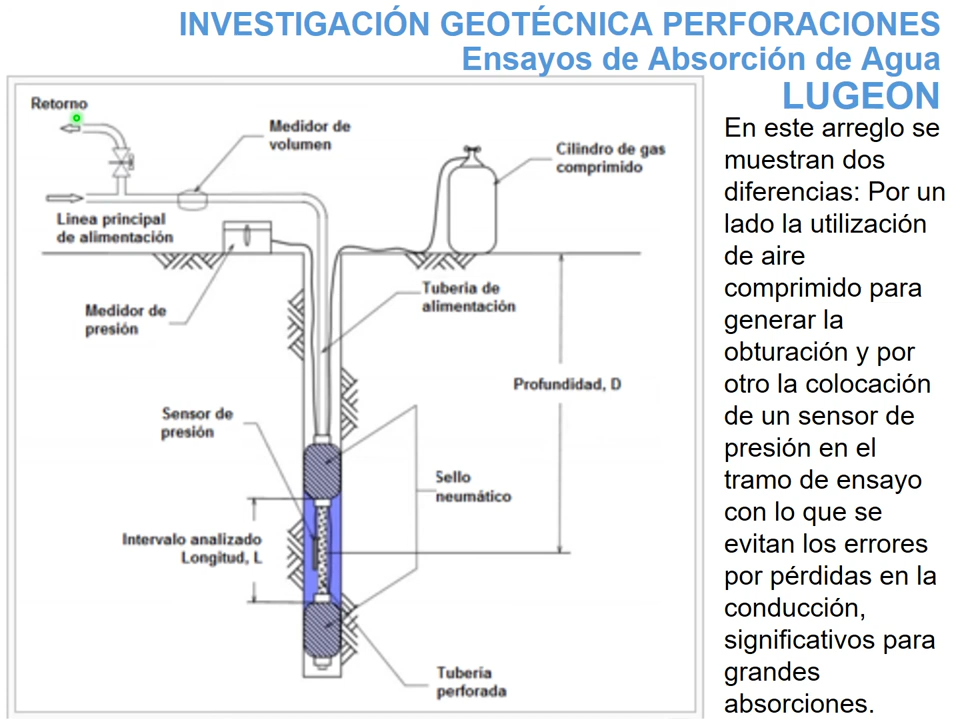 INVESTIGACIÓN GEOTÉCNICA PERFORACIONES
Ensayos de Absorción de Agua
LUGEON
Retorno
Medidor de
volumen
Cilindro de gas
comprimido
Linea principal
de alimentación
Medidor de
presión
Tuberia de
alimentación
Profundidad, D
Sensor de
presión
Sello
neumático
Intervalo analizado
Longitud, L
Tubería
perforada
En este arreglo se
muestran dos
diferencias: Por un
lado la utilización
de aire
comprimido para
generar la
obturación y por
otro la colocación
de un sensor de
presión en el
tramo de ensayo
con lo que se
evitan los errores
por pérdidas en la
conducción,
significativos para
grandes
absorciones.